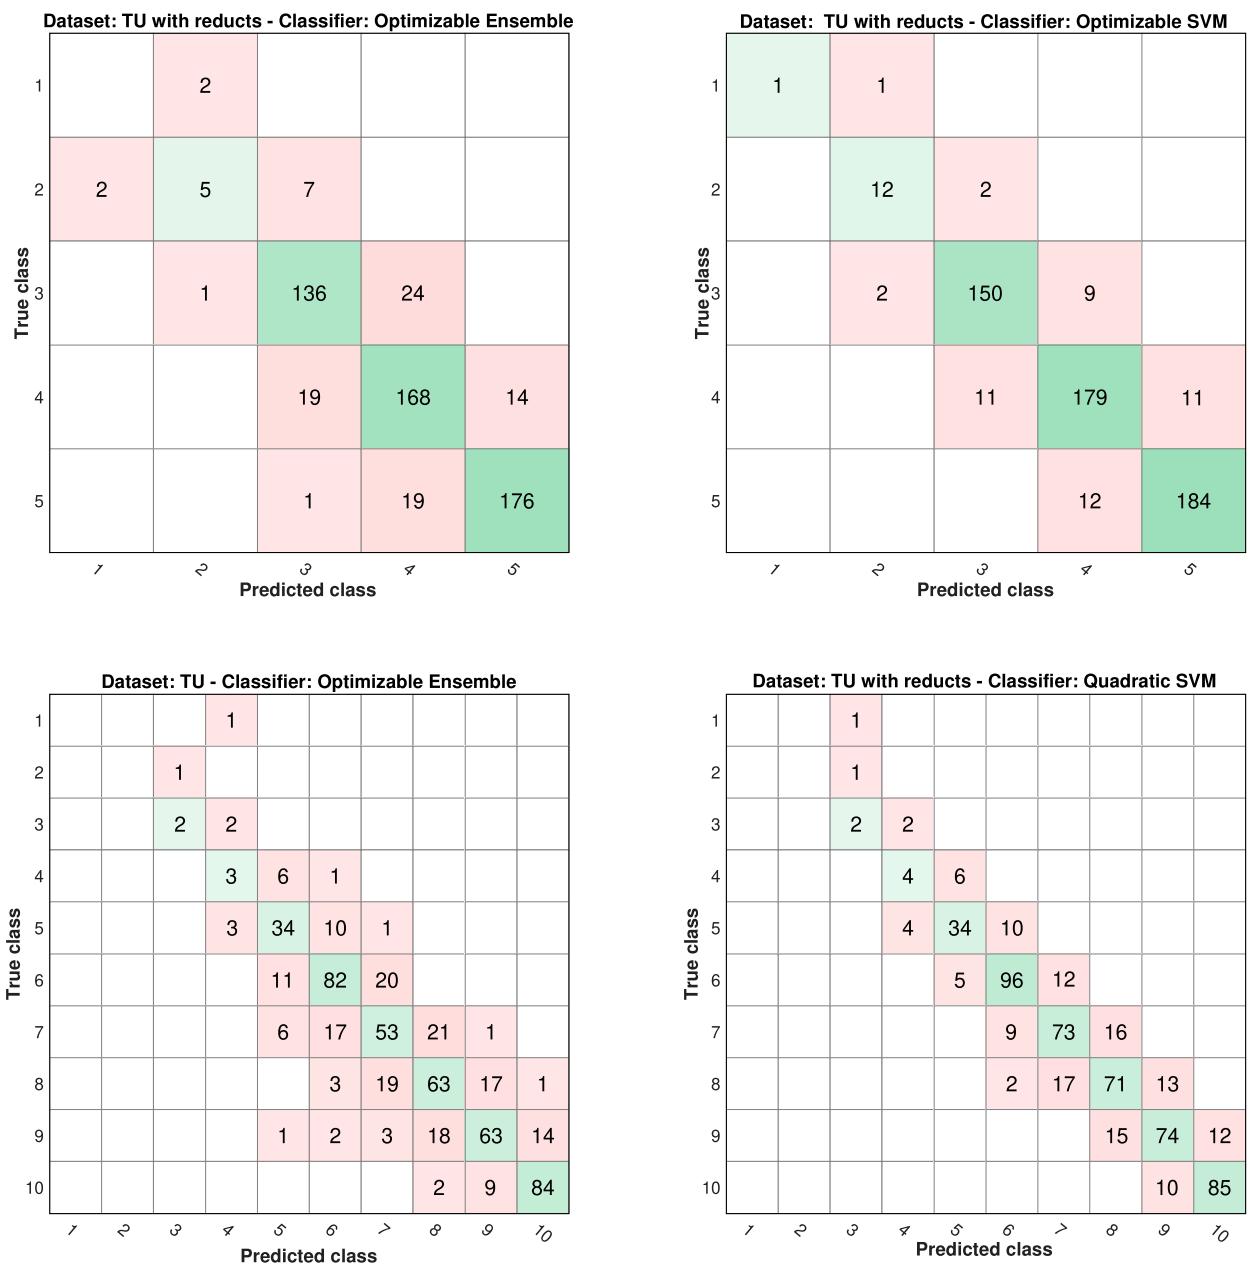 Dataset: TU with reducts - Classifier: Optimizable Ensemble
1 2
2 2 5 7
3 1 136 24
4 19 168 14
5 1 19 176
1 2 3 4 5
True class
Predicted class
Dataset: TU with reducts - Classifier: Optimizable SVM
1 1 1
2 12 2
3 2 150 9
4 11 179 11
5 12 184
1 2 3 4 5
True class
Predicted class
Dataset: TU - Classifier: Optimizable Ensemble
1 1
2 1
3 2 2
4 3 6 1
5 3 34 10 1
6 11 82 20
7 6 17 53 21 1
8 3 19 63 17 1
9 1 2 3 18 63 14
10 2 9 84
1 2 3 4 5 6 7 8 9 10
True class
Predicted class
Dataset: TU with reducts - Classifier: Quadratic SVM
1 1
2 1
3 2 2
4 4 6
5 4 34 10
6 5 96 12
7 9 73 16
8 2 17 71 13
9 15 74 12
10 10 85
1 2 3 4 5 6 7 8 9 10
True class
Predicted class